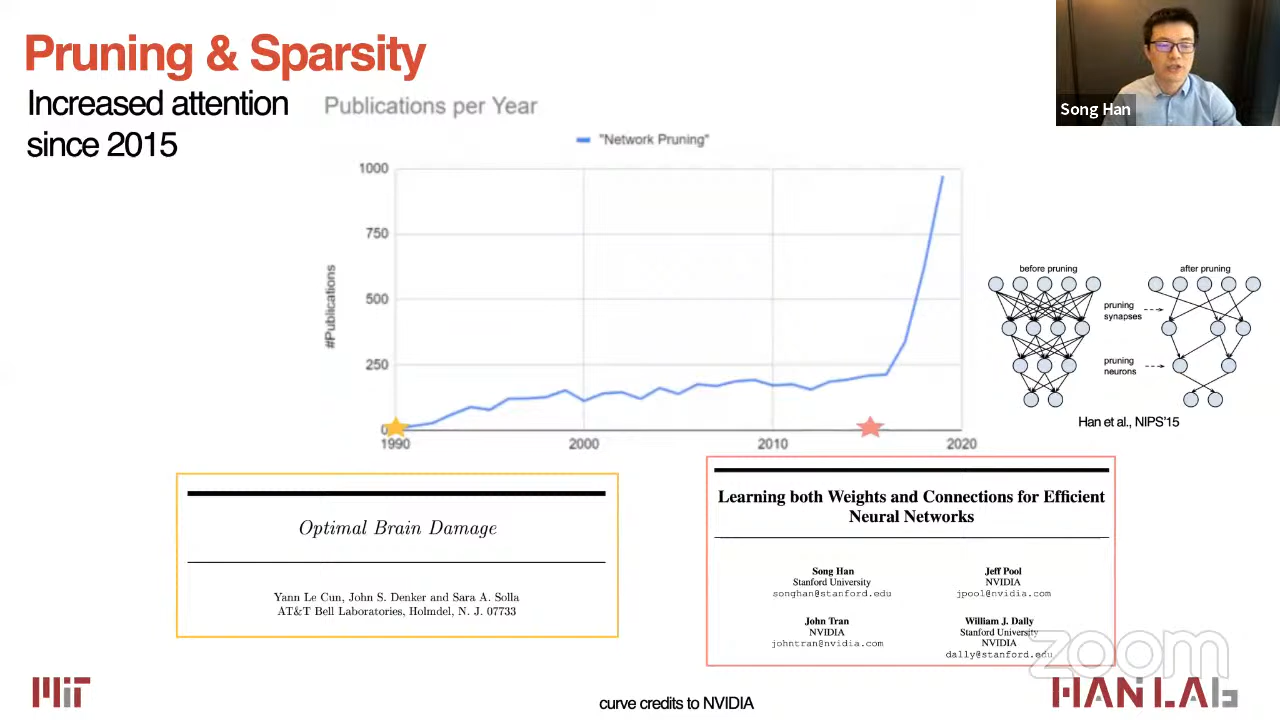 Pruning & Sparsity
Increased attention
since 2015
Publications per Year
"Network Pruning"
#Publications
1000
750
500
250
0
1990
2000
2010
2020
Song Han
before pruning
after pruning
pruning
synapses
pruning
neurons
Han et al., NIPS'15
Optimal Brain Damage
Yann Le Cun, John S. Denker and Sara A. Solla
AT&T Bell Laboratories, Holmdel, N. J. 07733
Learning both Weights and Connections for Efficient
Neural Networks
Song Han
Stanford University
songhan@stanford.edu
Jeff Pool
NVIDIA
jpool@nvidia.com
John Tran
NVIDIA
johntran@nvidia.com
William J. Dally
Stanford University
NVIDIA
dally@stanford.edu
zoom
MIT
curve credits to NVIDIA
HAN LAb